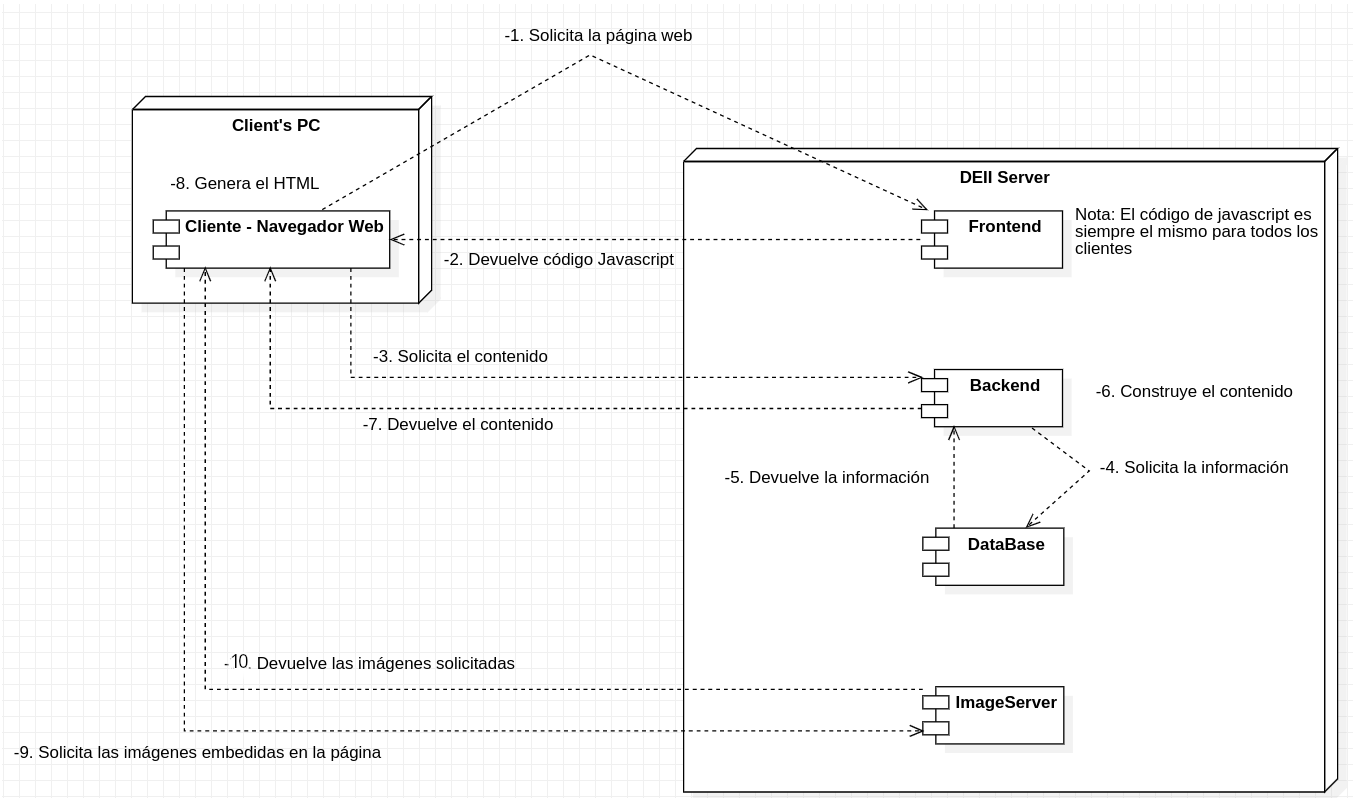 -1. Solicita la página web
Client's PC
-8. Genera el HTML
Cliente - Navegador Web
DEII Server
Frontend
Nota: El código de javascript es
siempre el mismo para todos los
clientes
-2. Devuelve código Javascript
-3. Solicita el contenido
Backend
-6. Construye el contenido
-7. Devuelve el contenido
-5. Devuelve la información
-4. Solicita la información
DataBase
-10. Devuelve las imágenes solicitadas
ImageServer
-9. Solicita las imágenes embedidas en la página